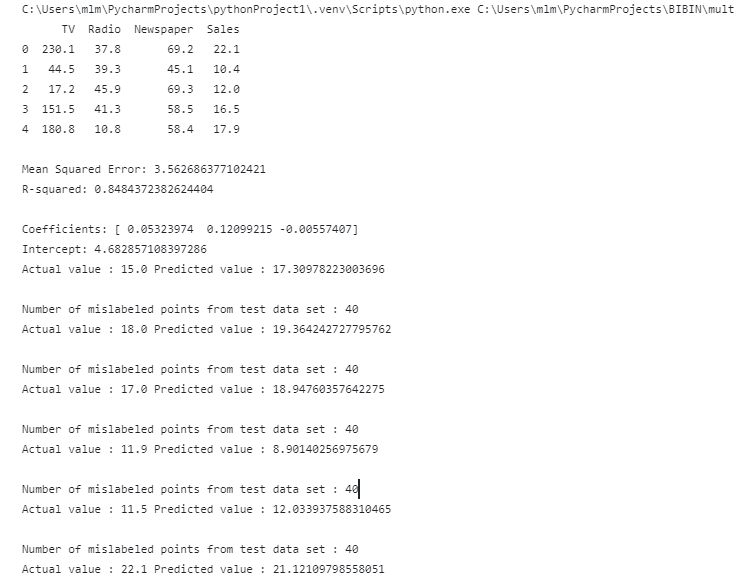 C:\Users\mlm\PycharmProjects\pythonProject1\.venv\Scripts\python.exe C:\Users\mlm\PycharmProjects\BIBIN\mult
TV Radio Newspaper Sales
0 230.1 37.8 69.2 22.1
1 44.5 39.3 45.1 10.4
2 17.2 45.9 69.3 12.0
3 151.5 41.3 58.5 16.5
4 180.8 10.8 58.4 17.9
Mean Squared Error: 3.562686377102421
R-squared: 0.8484372382624404
Coefficients: [ 0.05323974 0.12099215 -0.00557407]
Intercept: 4.682857108397286
Actual value : 15.0 Predicted value : 17.30978223003696
Number of mislabeled points from test data set : 40
Actual value : 18.0 Predicted value : 19.364242727795762
Number of mislabeled points from test data set : 40
Actual value : 17.0 Predicted value : 18.94760357642275
Number of mislabeled points from test data set : 40
Actual value : 11.9 Predicted value : 8.90140256975679
Number of mislabeled points from test data set : 40
Actual value : 11.5 Predicted value : 12.033937588310465
Number of mislabeled points from test data set : 40
Actual value : 22.1 Predicted value : 21.12109798558051